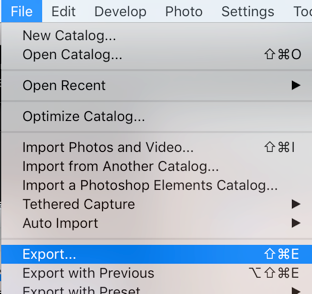 File Edit Develop Photo Settings
New Catalog...
Open Catalog... ⇧⌘O
Open Recent ▶
Optimize Catalog...
Import Photos and Video... ⇧⌘I
Import from Another Catalog...
Import a Photoshop Elements Catalog...
Tethered Capture ▶
Auto Import ▶
Export... ⇧⌘E
Export with Previous ⌥⇧⌘E
Export with Preset ▶